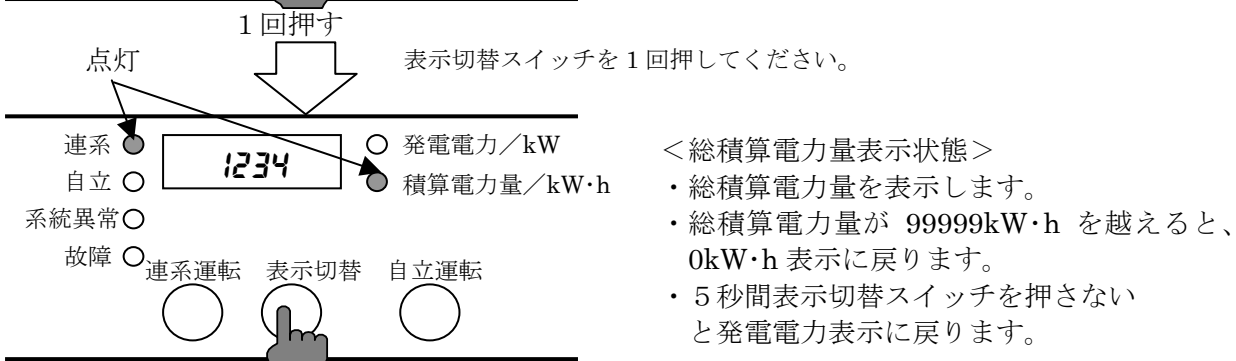 1回押す
点灯
表示切替スイッチを1回押してください。
連系
1234
発電電力／kW
自立
積算電力量／kW･h
系統異常
故障
連系運転 表示切替 自立運転
＜総積算電力量表示状態＞
・総積算電力量を表示します。
・総積算電力量が 99999kW･h を越えると、
0kW･h 表示に戻ります。
・５秒間表示切替スイッチを押さない
と発電電力表示に戻ります。